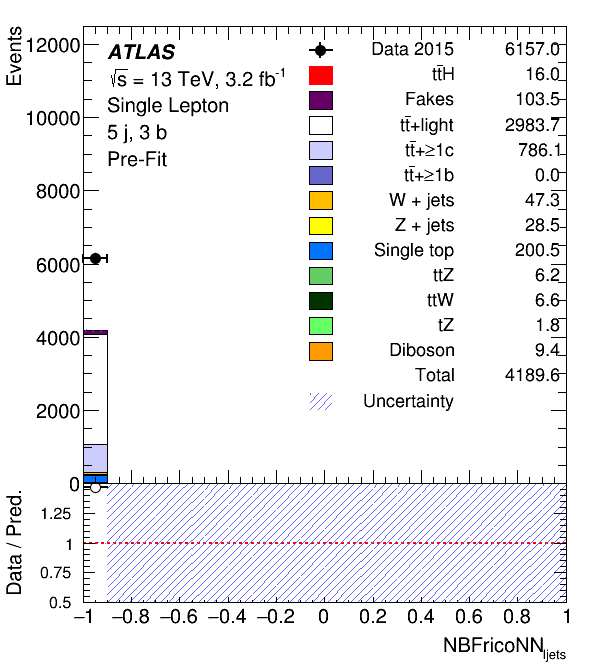 Events
12000
10000
8000
6000
4000
2000
0
ATLAS
√s = 13 TeV, 3.2 fb⁻¹
Single Lepton
5 j, 3 b
Pre-Fit
Data 2015 6157.0
tt̄H 16.0
Fakes 103.5
tt̄+light 2983.7
tt̄+≥1c 786.1
tt̄+≥1b 0.0
W + jets 47.3
Z + jets 28.5
Single top 200.5
ttZ 6.2
ttW 6.6
tZ 1.8
Diboson 9.4
Total 4189.6
Uncertainty
Data / Pred.
1.25
1
0.75
0.5
−1 −0.8 −0.6 −0.4 −0.2 0 0.2 0.4 0.6 0.8 1
NBFricoNN_ljets